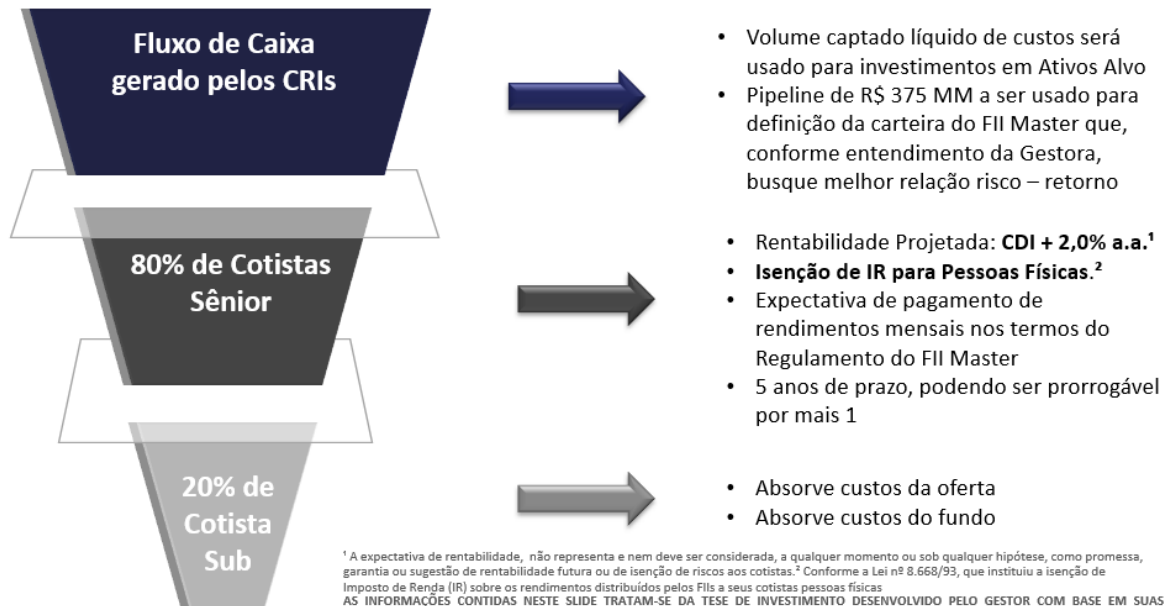 Fluxo de Caixa
gerado pelos CRIs
• Volume captado líquido de custos será
usado para investimentos em Ativos Alvo
• Pipeline de R$ 375 MM a ser usado para
definição da carteira do FII Master que,
conforme entendimento da Gestora,
busque melhor relação risco – retorno
80% de Cotistas
Sênior
• Rentabilidade Projetada: CDI + 2,0% a.a.¹
• Isenção de IR para Pessoas Físicas.²
• Expectativa de pagamento de
rendimentos mensais nos termos do
Regulamento do FII Master
• 5 anos de prazo, podendo ser prorrogável
por mais 1
20% de
Cotista
Sub
• Absorve custos da oferta
• Absorve custos do fundo
¹ A expectativa de rentabilidade, não representa e nem deve ser considerada, a qualquer momento ou sob qualquer hipótese, como promessa,
garantia ou sugestão de rentabilidade futura ou de isenção de riscos aos cotistas.² Conforme a Lei nº 8.668/93, que instituiu a isenção de
Imposto de Renda (IR) sobre os rendimentos distribuídos pelos FIIs a seus cotistas pessoas físicas
AS INFORMAÇÕES CONTIDAS NESTE SLIDE TRATAM-SE DA TESE DE INVESTIMENTO DESENVOLVIDO PELO GESTOR COM BASE EM SUAS